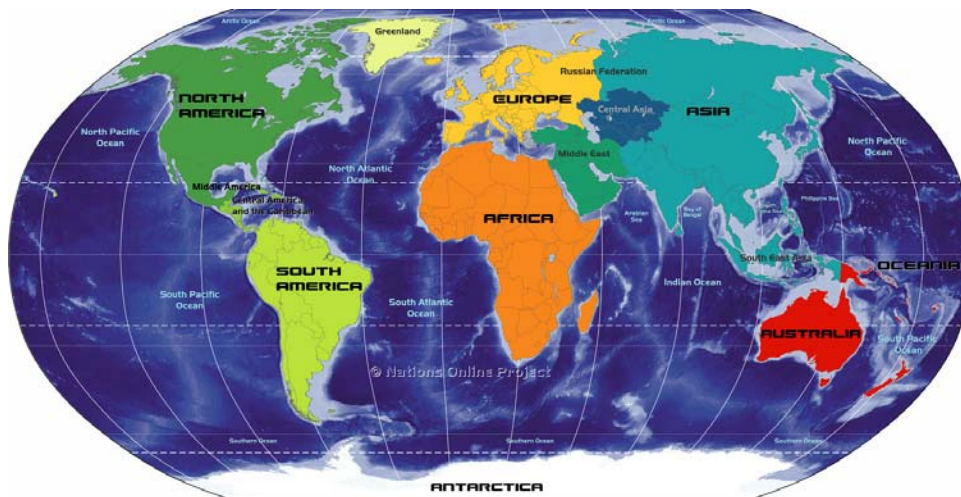 Arctic Ocean
Arctic Ocean
Greenland
Russian Federation
NORTH
AMERICA
EUROPE
Central Asia
ASIA
North Pacific
Ocean
North Pacific
Ocean
Middle East
North Atlantic
Ocean
Middle America
Central America
and the Caribbean
AFRICA
Arabian
Sea
Bay of
Bengal
Philippine Sea
South East Asia
OCEANIA
SOUTH
AMERICA
Indian Ocean
South Pacific
Ocean
South Atlantic
Ocean
AUSTRALIA
South Pacific
Ocean
© Nations Online Project
Southern Ocean
Southern Ocean
Southern Ocean
ANTARCTICA